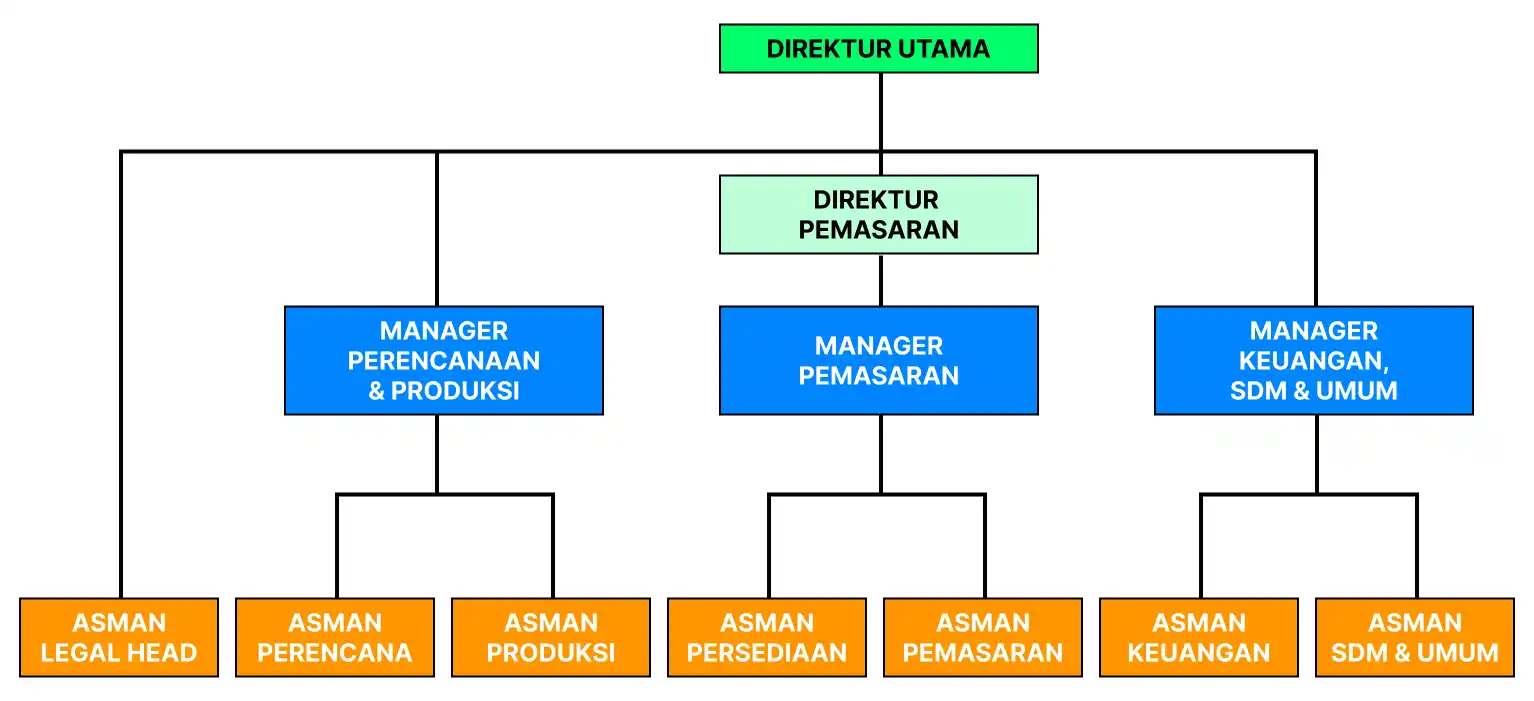 DIREKTUR UTAMA
DIREKTUR
PEMASARAN
MANAGER
PERENCANAAN
& PRODUKSI
MANAGER
PEMASARAN
MANAGER
KEUANGAN,
SDM & UMUM
ASMAN
LEGAL HEAD
ASMAN
PERENCANA
ASMAN
PRODUKSI
ASMAN
PERSEDIAAN
ASMAN
PEMASARAN
ASMAN
KEUANGAN
ASMAN
SDM & UMUM